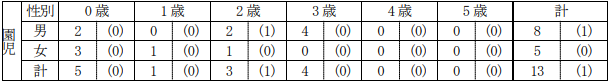 園児 性別 0歳 1歳 2歳 3歳 4歳 5歳 計
男 2 (0) 0 (0) 2 (1) 4 (0) 0 (0) 0 (0) 8 (1)
女 3 (0) 1 (0) 1 (0) 0 (0) 0 (0) 0 (0) 5 (0)
計 5 (0) 1 (0) 3 (1) 4 (0) 0 (0) 0 (0) 13 (1)